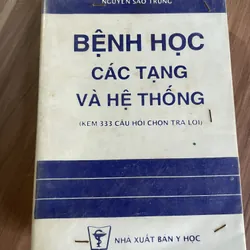 NGUYỄN SÀO TRUNG
BỆNH HỌC
CÁC TẠNG
VÀ HỆ THỐNG
(KÈM 333 CÂU HỎI CHỌN TRẢ LỜI)
NHÀ XUẤT BẢN Y HỌC